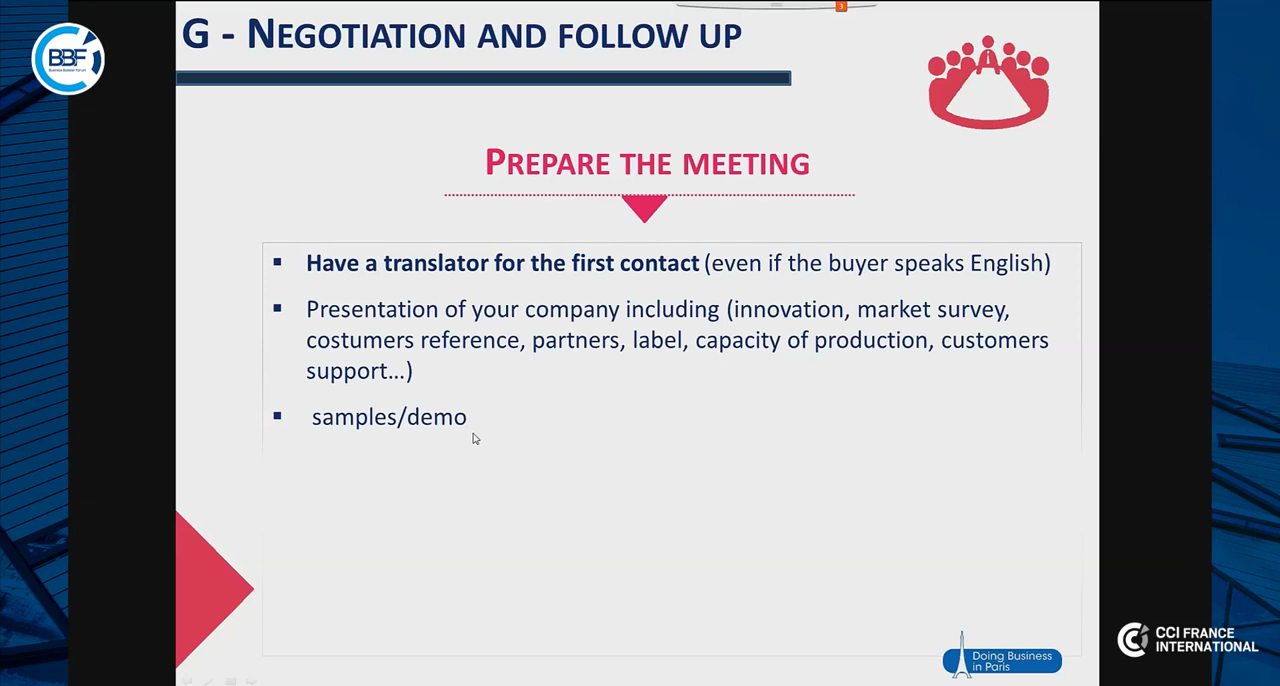 G - NEGOTIATION AND FOLLOW UP
3
BBF
PREPARE THE MEETING
▪ Have a translator for the first contact (even if the buyer speaks English)
▪ Presentation of your company including (innovation, market survey,
costumers reference, partners, label, capacity of production, customers
support...)
▪ samples/demo
Doing Business
in Paris
CCI FRANCE
INTERNATIONAL